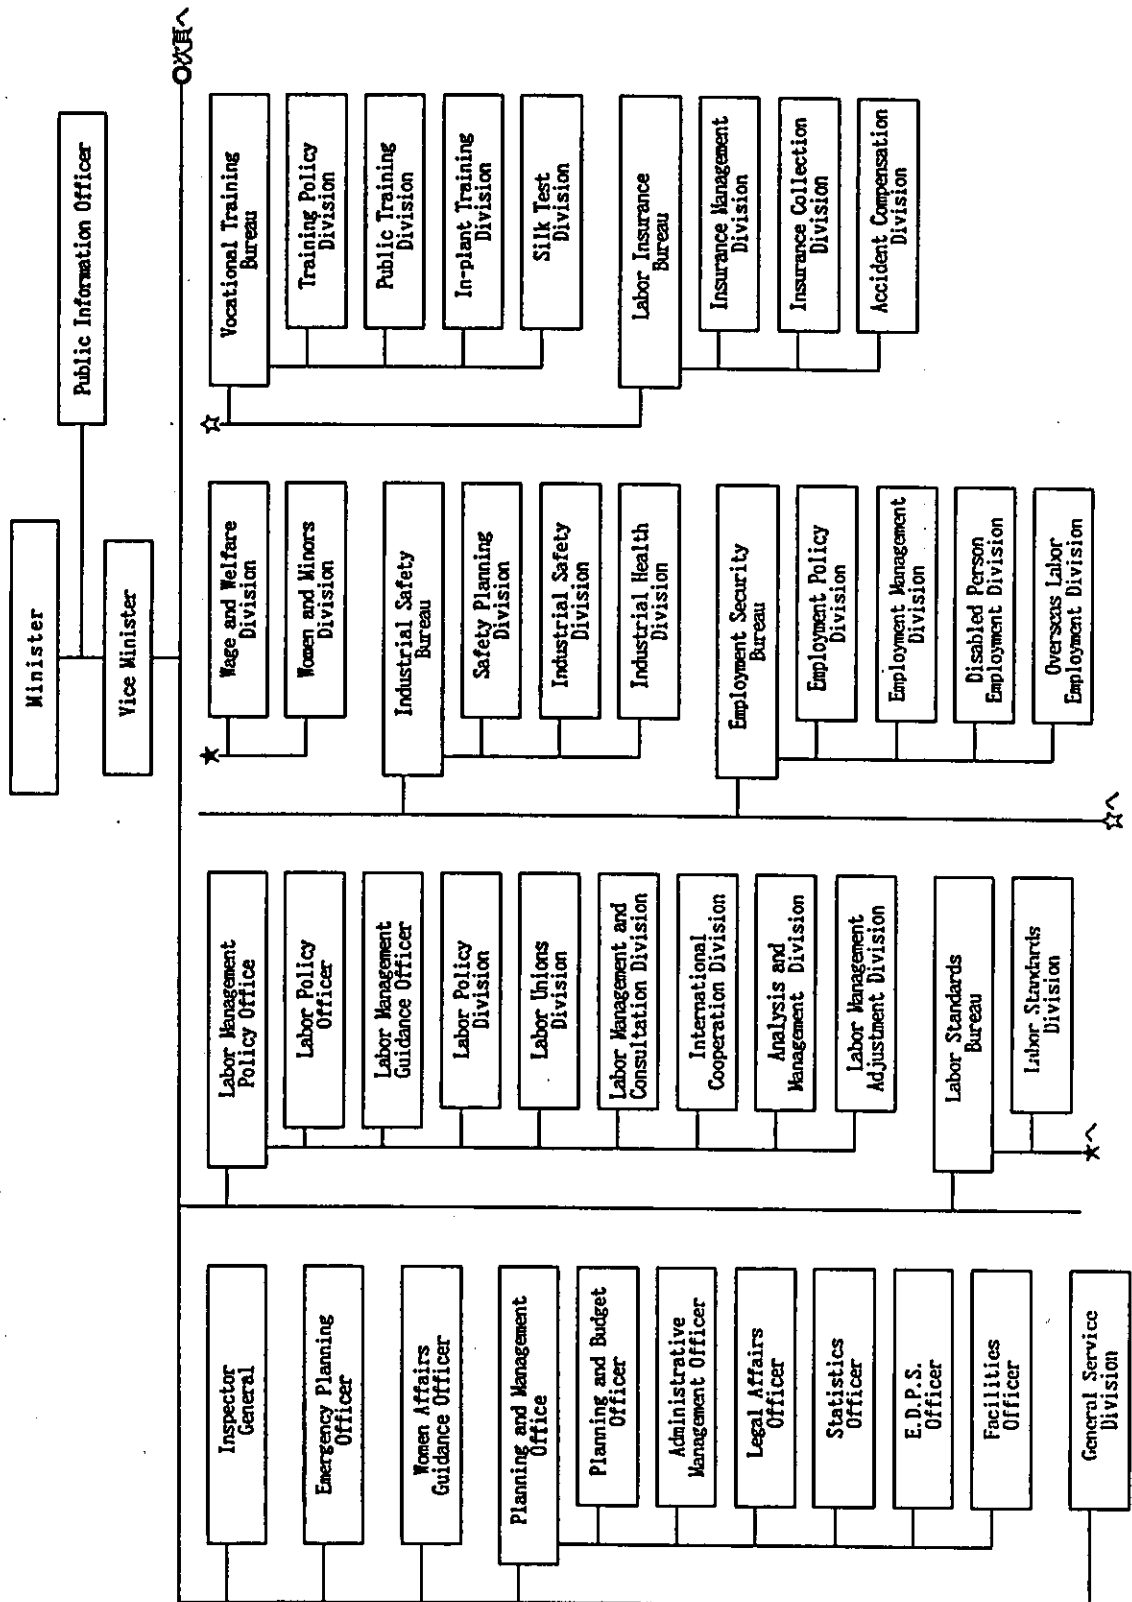 Minister
Public Information Officer
Vice Minister
○次頁へ
Inspector
General
Emergency Planning
Officer
Women Affairs
Guidance Officer
Planning and Management
Office
Planning and Budget
Officer
Administrative
Management Officer
Legal Affairs
Officer
Statistics
Officer
E.D.P.S.
Officer
Facilities
Officer
General Service
Division
Labor Management
Policy Office
Labor Policy
Officer
Labor Management
Guidance Officer
Labor Policy
Division
Labor Unions
Division
Labor Management and
Consultation Division
International
Cooperation Division
Analysis and
Management Division
Labor Management
Adjustment Division
Labor Standards
Bureau
Labor Standards
Division
★へ
★
Wage and Welfare
Division
Women and Minors
Division
Industrial Safety
Bureau
Safety Planning
Division
Industrial Safety
Division
Industrial Health
Division
Employment Security
Bureau
Employment Policy
Division
Employment Management
Division
Disabled Person
Employment Division
Overseas Labor
Employment Division
☆へ
☆
Vocational Training
Bureau
Training Policy
Division
Public Training
Division
In-plant Training
Division
Silk Test
Division
Labor Insurance
Bureau
Insurance Management
Division
Insurance Collection
Division
Accident Compensation
Division